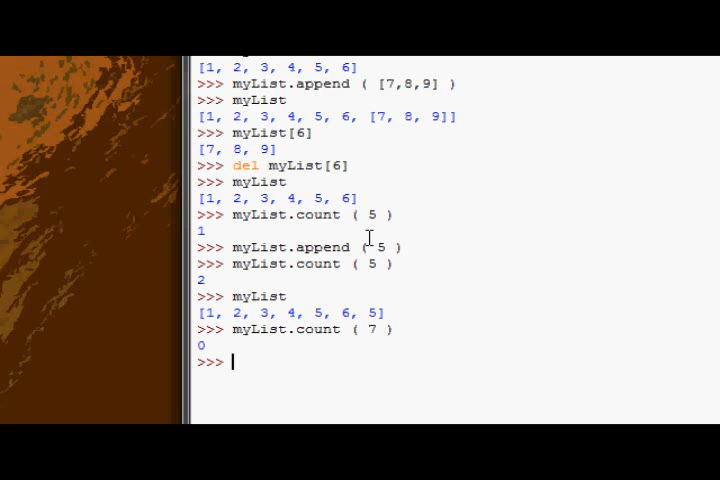 [1, 2, 3, 4, 5, 6]
>>> myList.append ( [7,8,9] )
>>> myList
[1, 2, 3, 4, 5, 6, [7, 8, 9]]
>>> myList[6]
[7, 8, 9]
>>> del myList[6]
>>> myList
[1, 2, 3, 4, 5, 6]
>>> myList.count ( 5 )
1
>>> myList.append ( 5 )
>>> myList.count ( 5 )
2
>>> myList
[1, 2, 3, 4, 5, 6, 5]
>>> myList.count ( 7 )
0
>>>